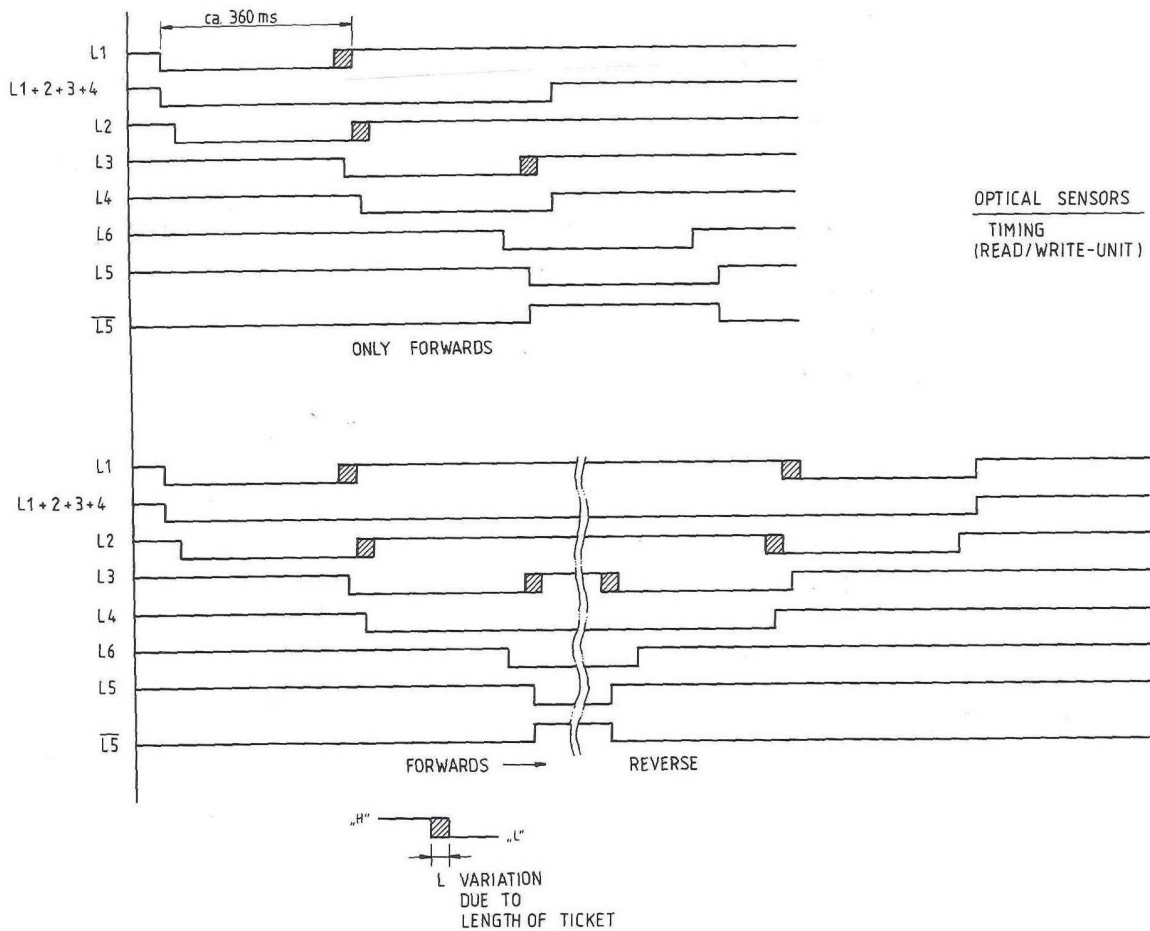 ca. 360 ms
L1
L1+2+3+4
L2
L3
L4
L6
L5
L5
ONLY FORWARDS
OPTICAL SENSORS
TIMING
(READ/WRITE-UNIT)
L1
L1+2+3+4
L2
L3
L4
L6
L5
L5
FORWARDS
REVERSE
„H"
„L"
L VARIATION
DUE TO
LENGTH OF TICKET